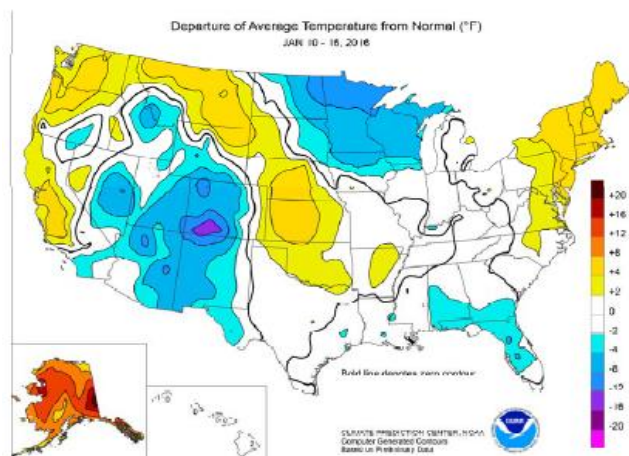 Departure of Average Temperature from Normal (°F)
JAN 10 - 16, 2016
+20
+16
+12
+8
+4
+2
0
-2
-4
-8
-12
-16
-20
Bold line denotes zero contour
CLIMATE PREDICTION CENTER, NOAA
Computer Generated Contours
Based on Preliminary Data
NOAA